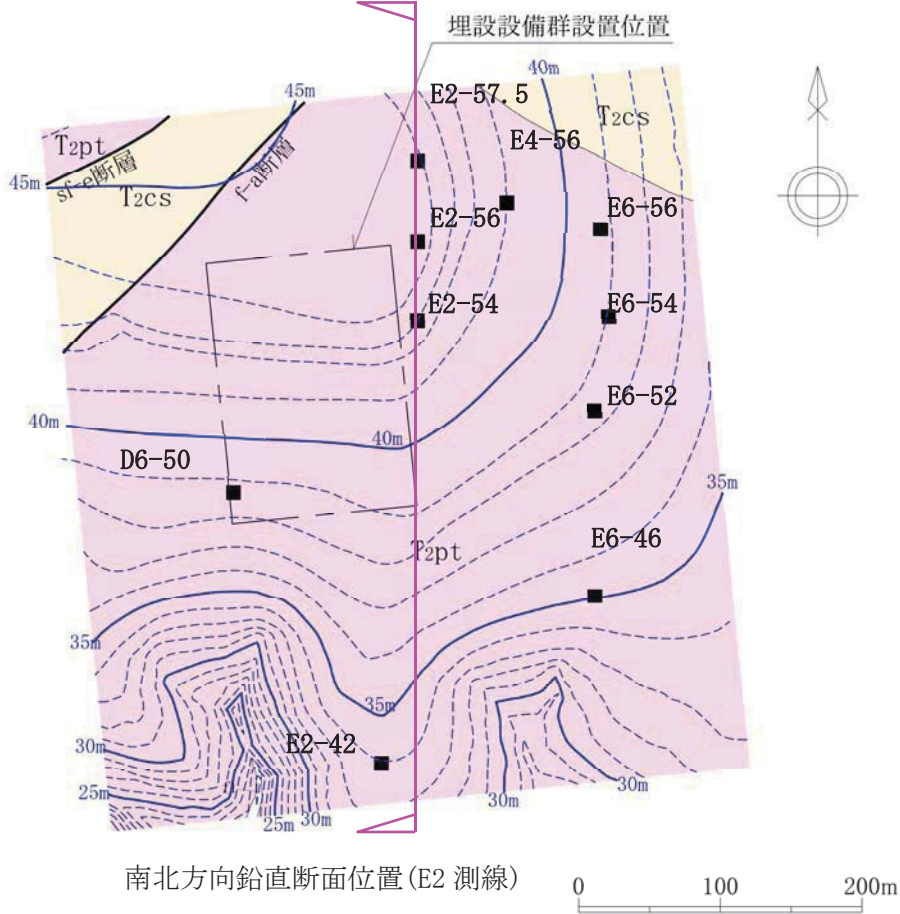 埋設設備群設置位置
40m
45m
E2-57.5
T2cs
T2pt
E4-56
sf-e断層
f-a断層
45m
T2cs
E2-56
E6-56
E2-54
E6-54
E6-52
40m
40m
D6-50
35m
E6-46
T2pt
35m
35m
E2-42
30m
25m
25m
30m
30m
30m
南北方向鉛直断面位置(E2 測線)
0
100
200m